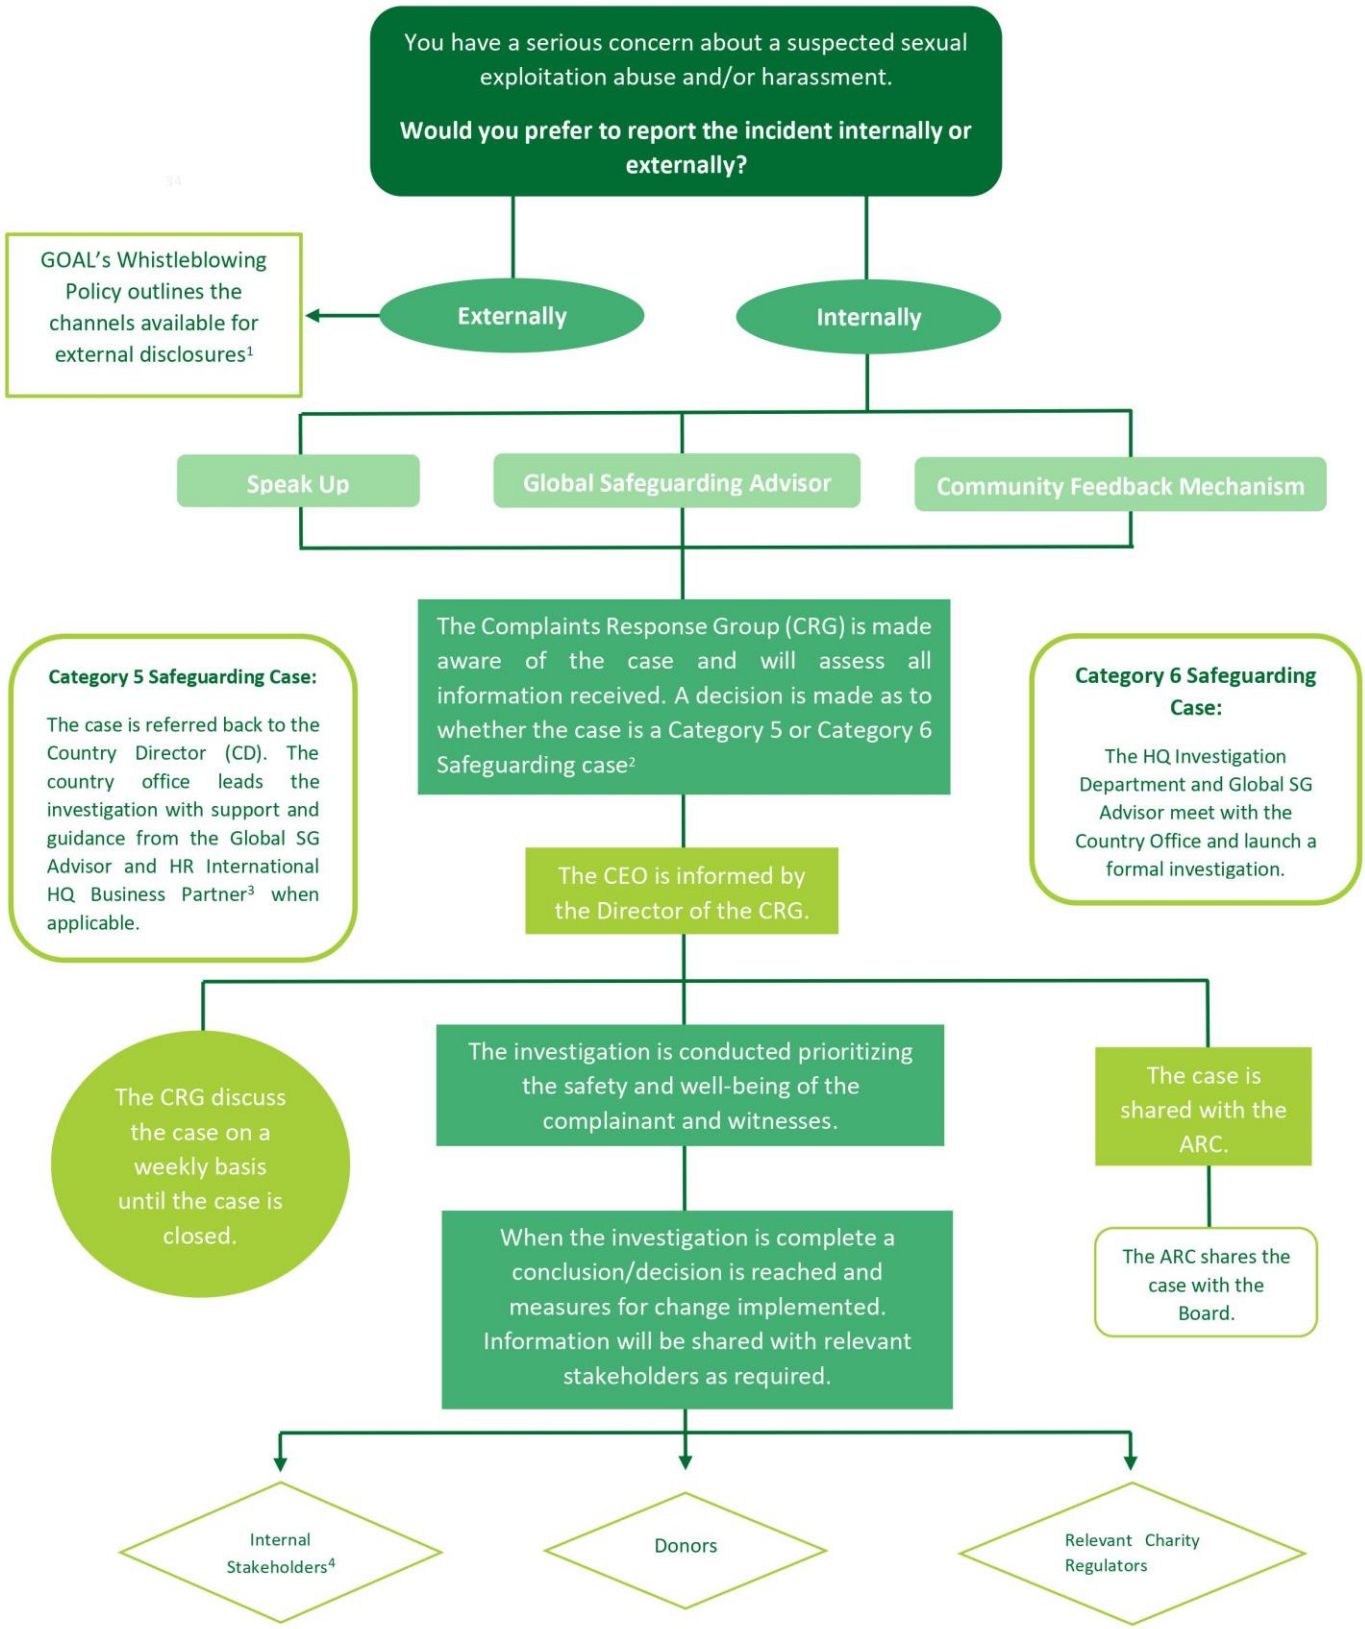 You have a serious concern about a suspected sexual
exploitation abuse and/or harassment.
Would you prefer to report the incident internally or
externally?
34
GOAL’s Whistleblowing
Policy outlines the
channels available for
external disclosures¹
Externally
Internally
Speak Up
Global Safeguarding Advisor
Community Feedback Mechanism
The Complaints Response Group (CRG) is made
aware of the case and will assess all
information received. A decision is made as to
whether the case is a Category 5 or Category 6
Safeguarding case²
Category 5 Safeguarding Case:
The case is referred back to the
Country Director (CD). The
country office leads the
investigation with support and
guidance from the Global SG
Advisor and HR International
HQ Business Partner³ when
applicable.
Category 6 Safeguarding
Case:
The HQ Investigation
Department and Global SG
Advisor meet with the
Country Office and launch a
formal investigation.
The CEO is informed by
the Director of the CRG.
The CRG discuss
the case on a
weekly basis
until the case is
closed.
The investigation is conducted prioritizing
the safety and well-being of the
complainant and witnesses.
The case is
shared with the
ARC.
When the investigation is complete a
conclusion/decision is reached and
measures for change implemented.
Information will be shared with relevant
stakeholders as required.
The ARC shares the
case with the
Board.
Internal
Stakeholders⁴
Donors
Relevant Charity
Regulators